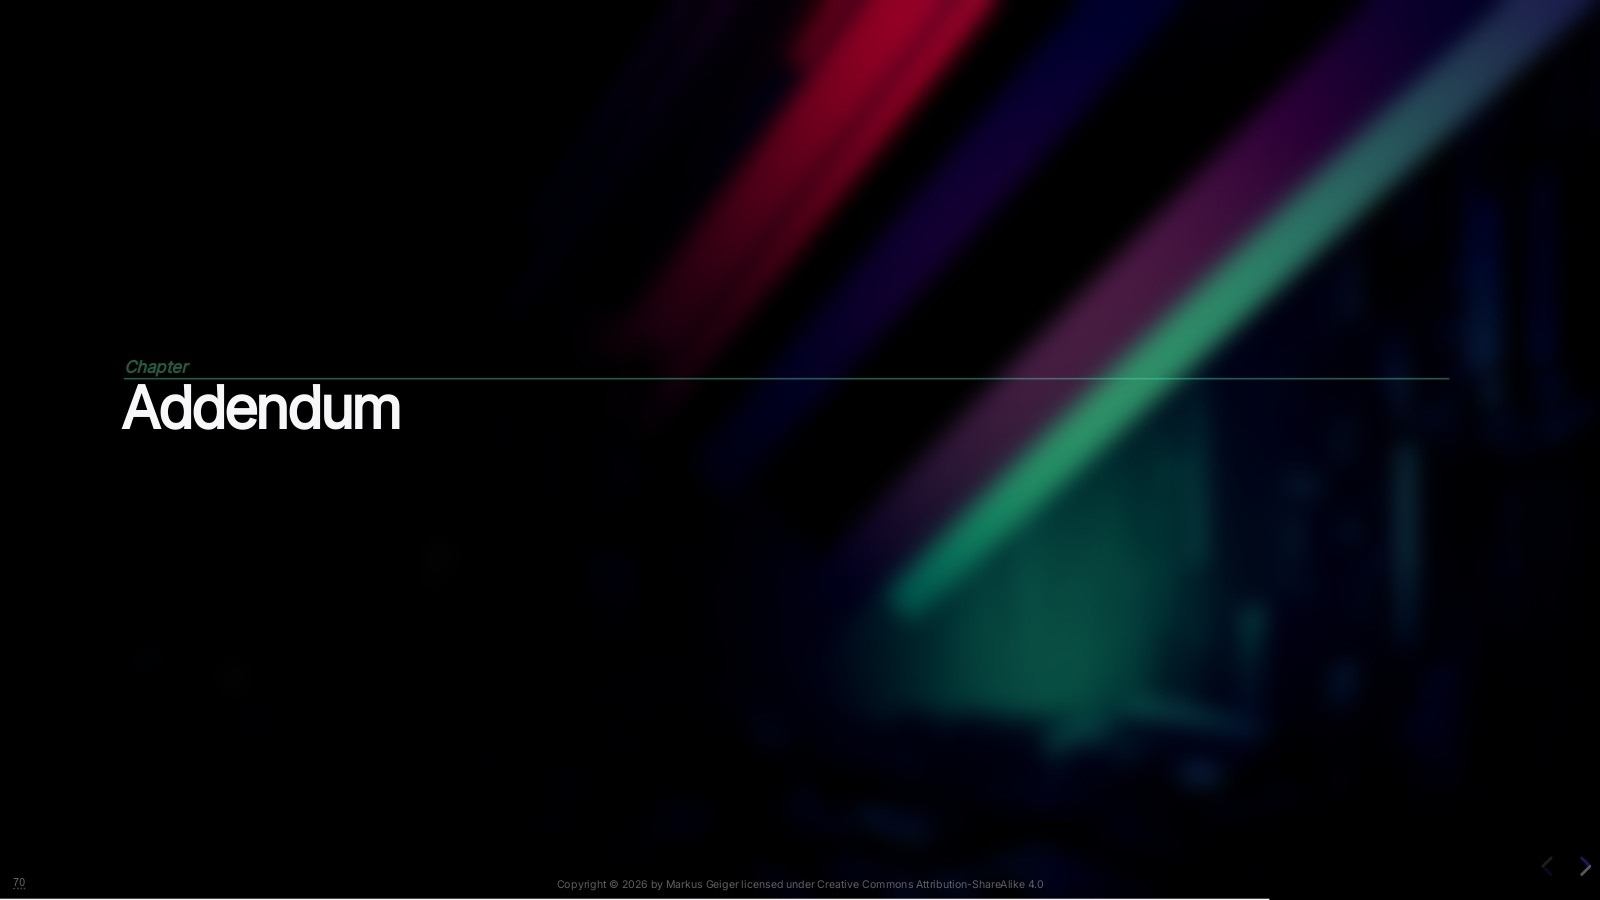 Chapter
Addendum
70
Copyright © 2026 by Markus Geiger licensed under Creative Commons Attribution-ShareAlike 4.0